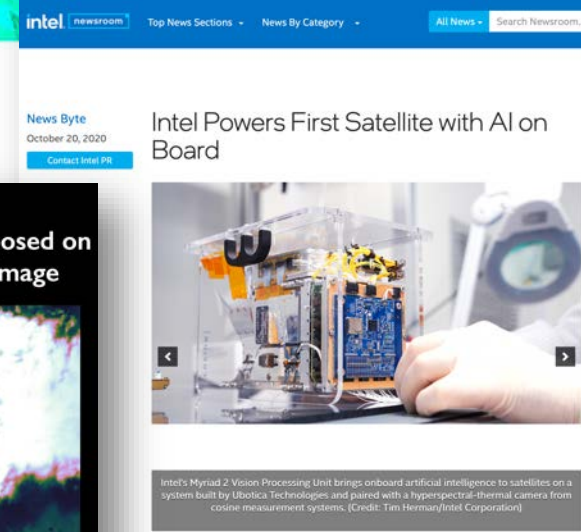 intel. newsroom
Top News Sections
News By Category
All News
Search Newsroom.
News Byte
October 20, 2020
Contact Intel PR
Intel Powers First Satellite with AI on
Board
osed on
mage
Intel's Myriad 2 Vision Processing Unit brings onboard artificial intelligence to satellites on a
system built by Ubotica Technologies and paired with a hyperspectral-thermal camera from
cosine measurement systems. (Credit: Tim Herman/Intel Corporation)